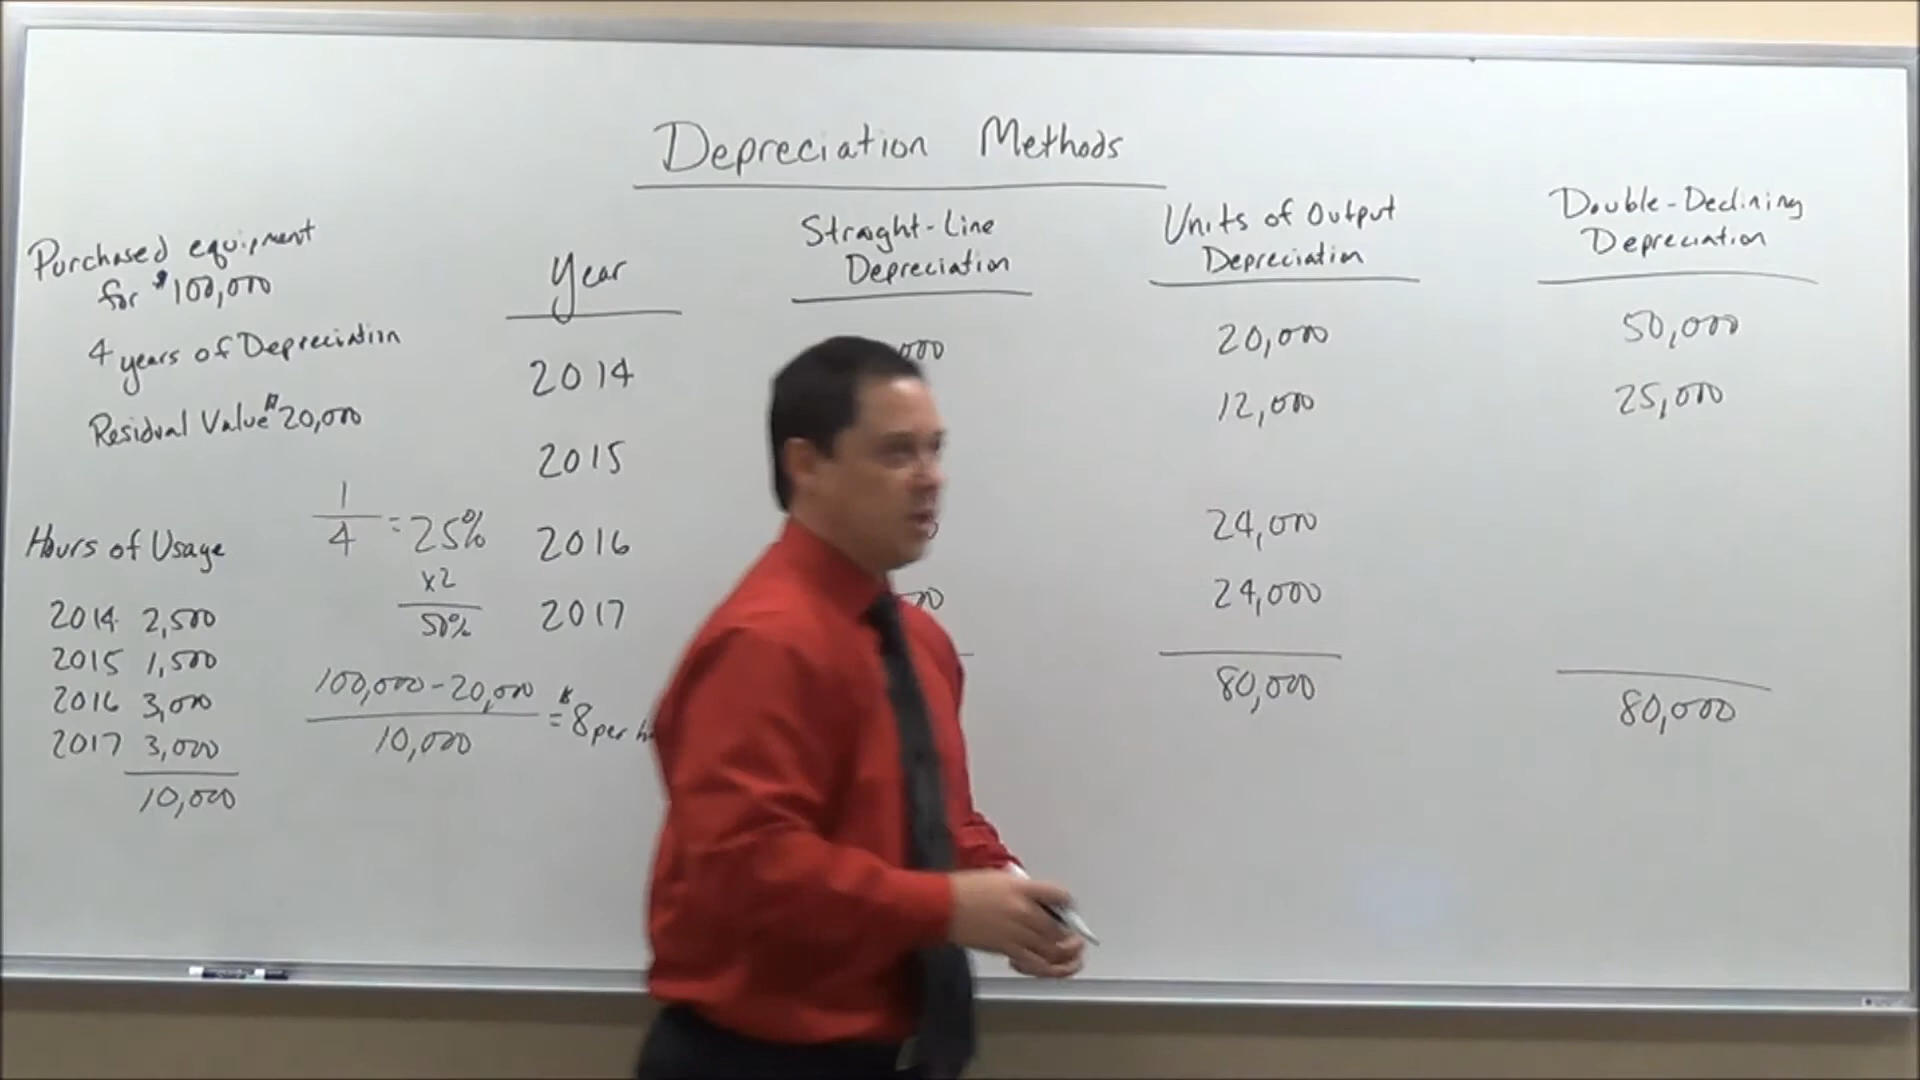 Depreciation Methods
Purchased equipment
for $100,000
4 years of Depreciation
Residual Value $20,000
Hours of Usage
2014 2,500
2015 1,500
2016 3,000
2017 3,000
10,000
1
4 = 25%
x2
50%
100,000 - 20,000
10,000 = $8 per
Year
2014
2015
2016
2017
Straight-Line
Depreciation
Units of Output
Depreciation
20,000
12,000
24,000
24,000
80,000
Double-Declining
Depreciation
50,000
25,000
80,000